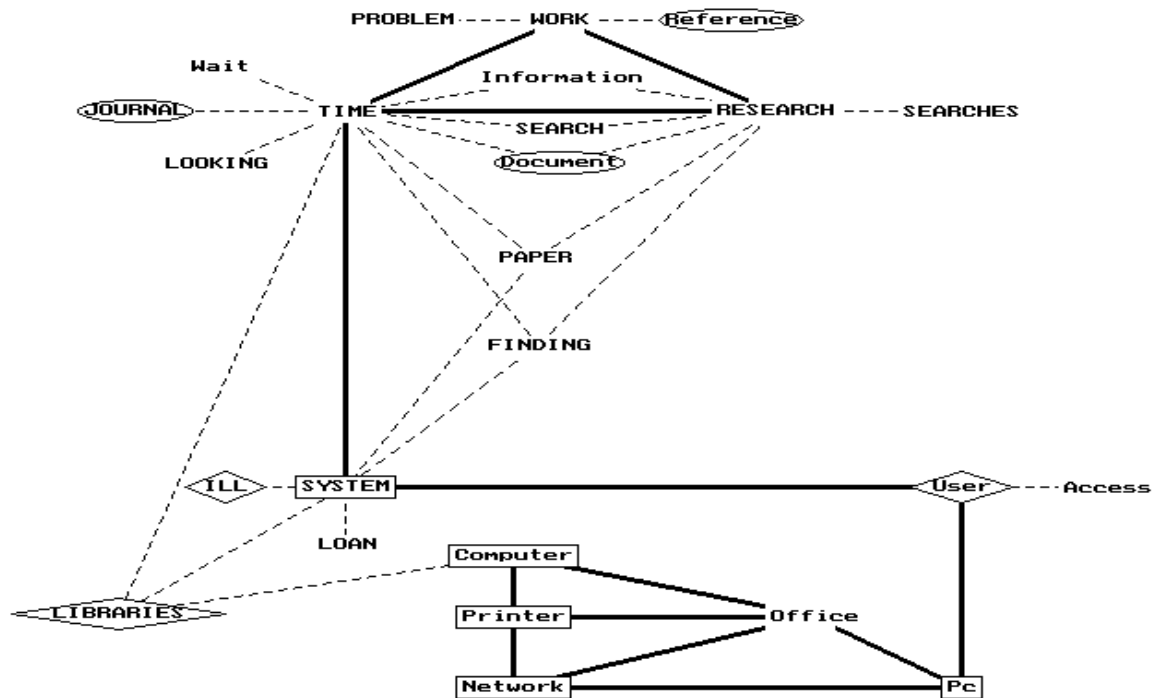 PROBLEM WORK Reference
Wait
Information
JOURNAL TIME RESEARCH SEARCHES
SEARCH
LOOKING Document
PAPER
FINDING
ILL SYSTEM User Access
LOAN
Computer
LIBRARIES Printer Office
Network Pc